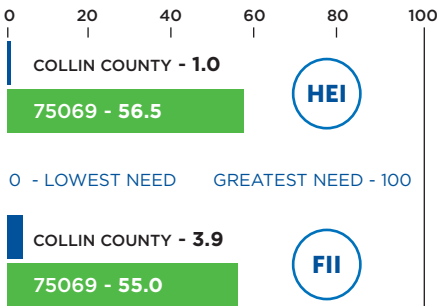 0 20 40 60 80 100
COLLIN COUNTY - 1.0
HEI
75069 - 56.5
0 - LOWEST NEED GREATEST NEED - 100
COLLIN COUNTY - 3.9
FII
75069 - 55.0